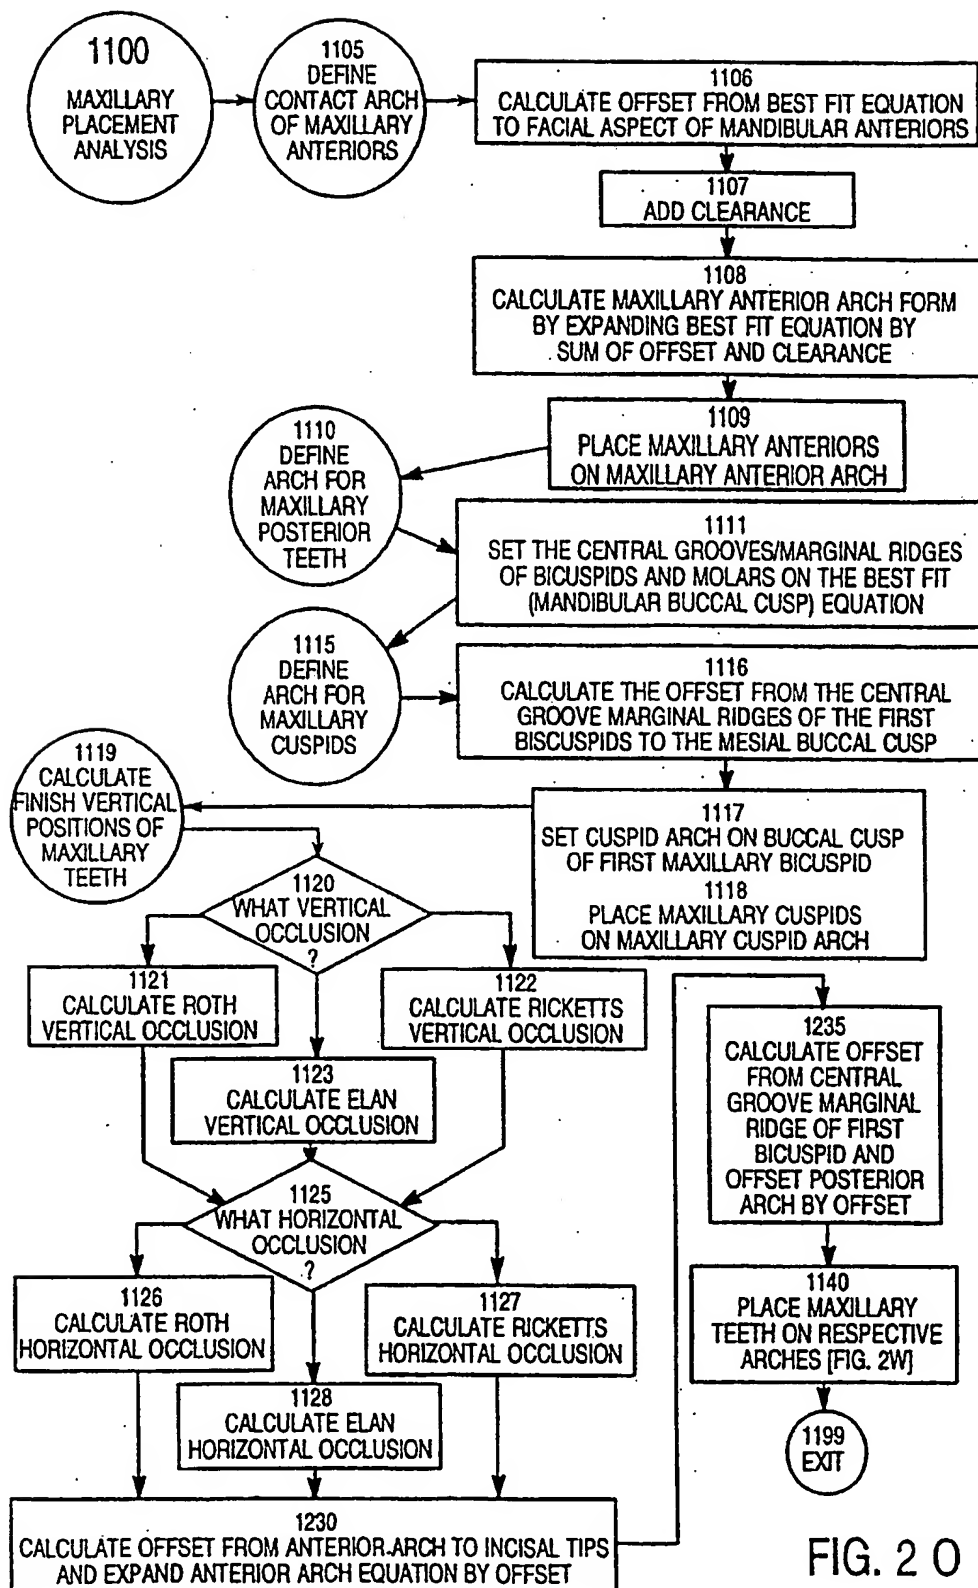 1100
MAXILLARY
PLACEMENT
ANALYSIS
1105
DEFINE
CONTACT ARCH
OF MAXILLARY
ANTERIORS
1106
CALCULATE OFFSET FROM BEST FIT EQUATION
TO FACIAL ASPECT OF MANDIBULAR ANTERIORS
1107
ADD CLEARANCE
1108
CALCULATE MAXILLARY ANTERIOR ARCH FORM
BY EXPANDING BEST FIT EQUATION BY
SUM OF OFFSET AND CLEARANCE
1109
PLACE MAXILLARY ANTERIORS
ON MAXILLARY ANTERIOR ARCH
1110
DEFINE
ARCH FOR
MAXILLARY
POSTERIOR
TEETH
1111
SET THE CENTRAL GROOVES/MARGINAL RIDGES
OF BICUSPIDS AND MOLARS ON THE BEST FIT
(MANDIBULAR BUCCAL CUSP) EQUATION
1115
DEFINE
ARCH FOR
MAXILLARY
CUSPIDS
1116
CALCULATE THE OFFSET FROM THE CENTRAL
GROOVE MARGINAL RIDGES OF THE FIRST
BISCUSPIDS TO THE MESIAL BUCCAL CUSP
1117
SET CUSPID ARCH ON BUCCAL CUSP
OF FIRST MAXILLARY BICUSPID
1118
PLACE MAXILLARY CUSPIDS
ON MAXILLARY CUSPID ARCH
1119
CALCULATE
FINISH VERTICAL
POSITIONS OF
MAXILLARY
TEETH
1120
WHAT VERTICAL
OCCLUSION
?
1121
CALCULATE ROTH
VERTICAL OCCLUSION
1122
CALCULATE RICKETTS
VERTICAL OCCLUSION
1123
CALCULATE ELAN
VERTICAL OCCLUSION
1125
WHAT HORIZONTAL
OCCLUSION
?
1126
CALCULATE ROTH
HORIZONTAL OCCLUSION
1127
CALCULATE RICKETTS
HORIZONTAL OCCLUSION
1128
CALCULATE ELAN
HORIZONTAL OCCLUSION
1230
CALCULATE OFFSET FROM ANTERIOR-ARCH TO INCISAL TIPS
AND EXPAND ANTERIOR ARCH EQUATION BY OFFSET
1235
CALCULATE OFFSET
FROM CENTRAL
GROOVE MARGINAL
RIDGE OF FIRST
BICUSPID AND
OFFSET POSTERIOR
ARCH BY OFFSET
1140
PLACE MAXILLARY
TEETH ON RESPECTIVE
ARCHES [FIG. 2W]
1199
EXIT
FIG. 2 O